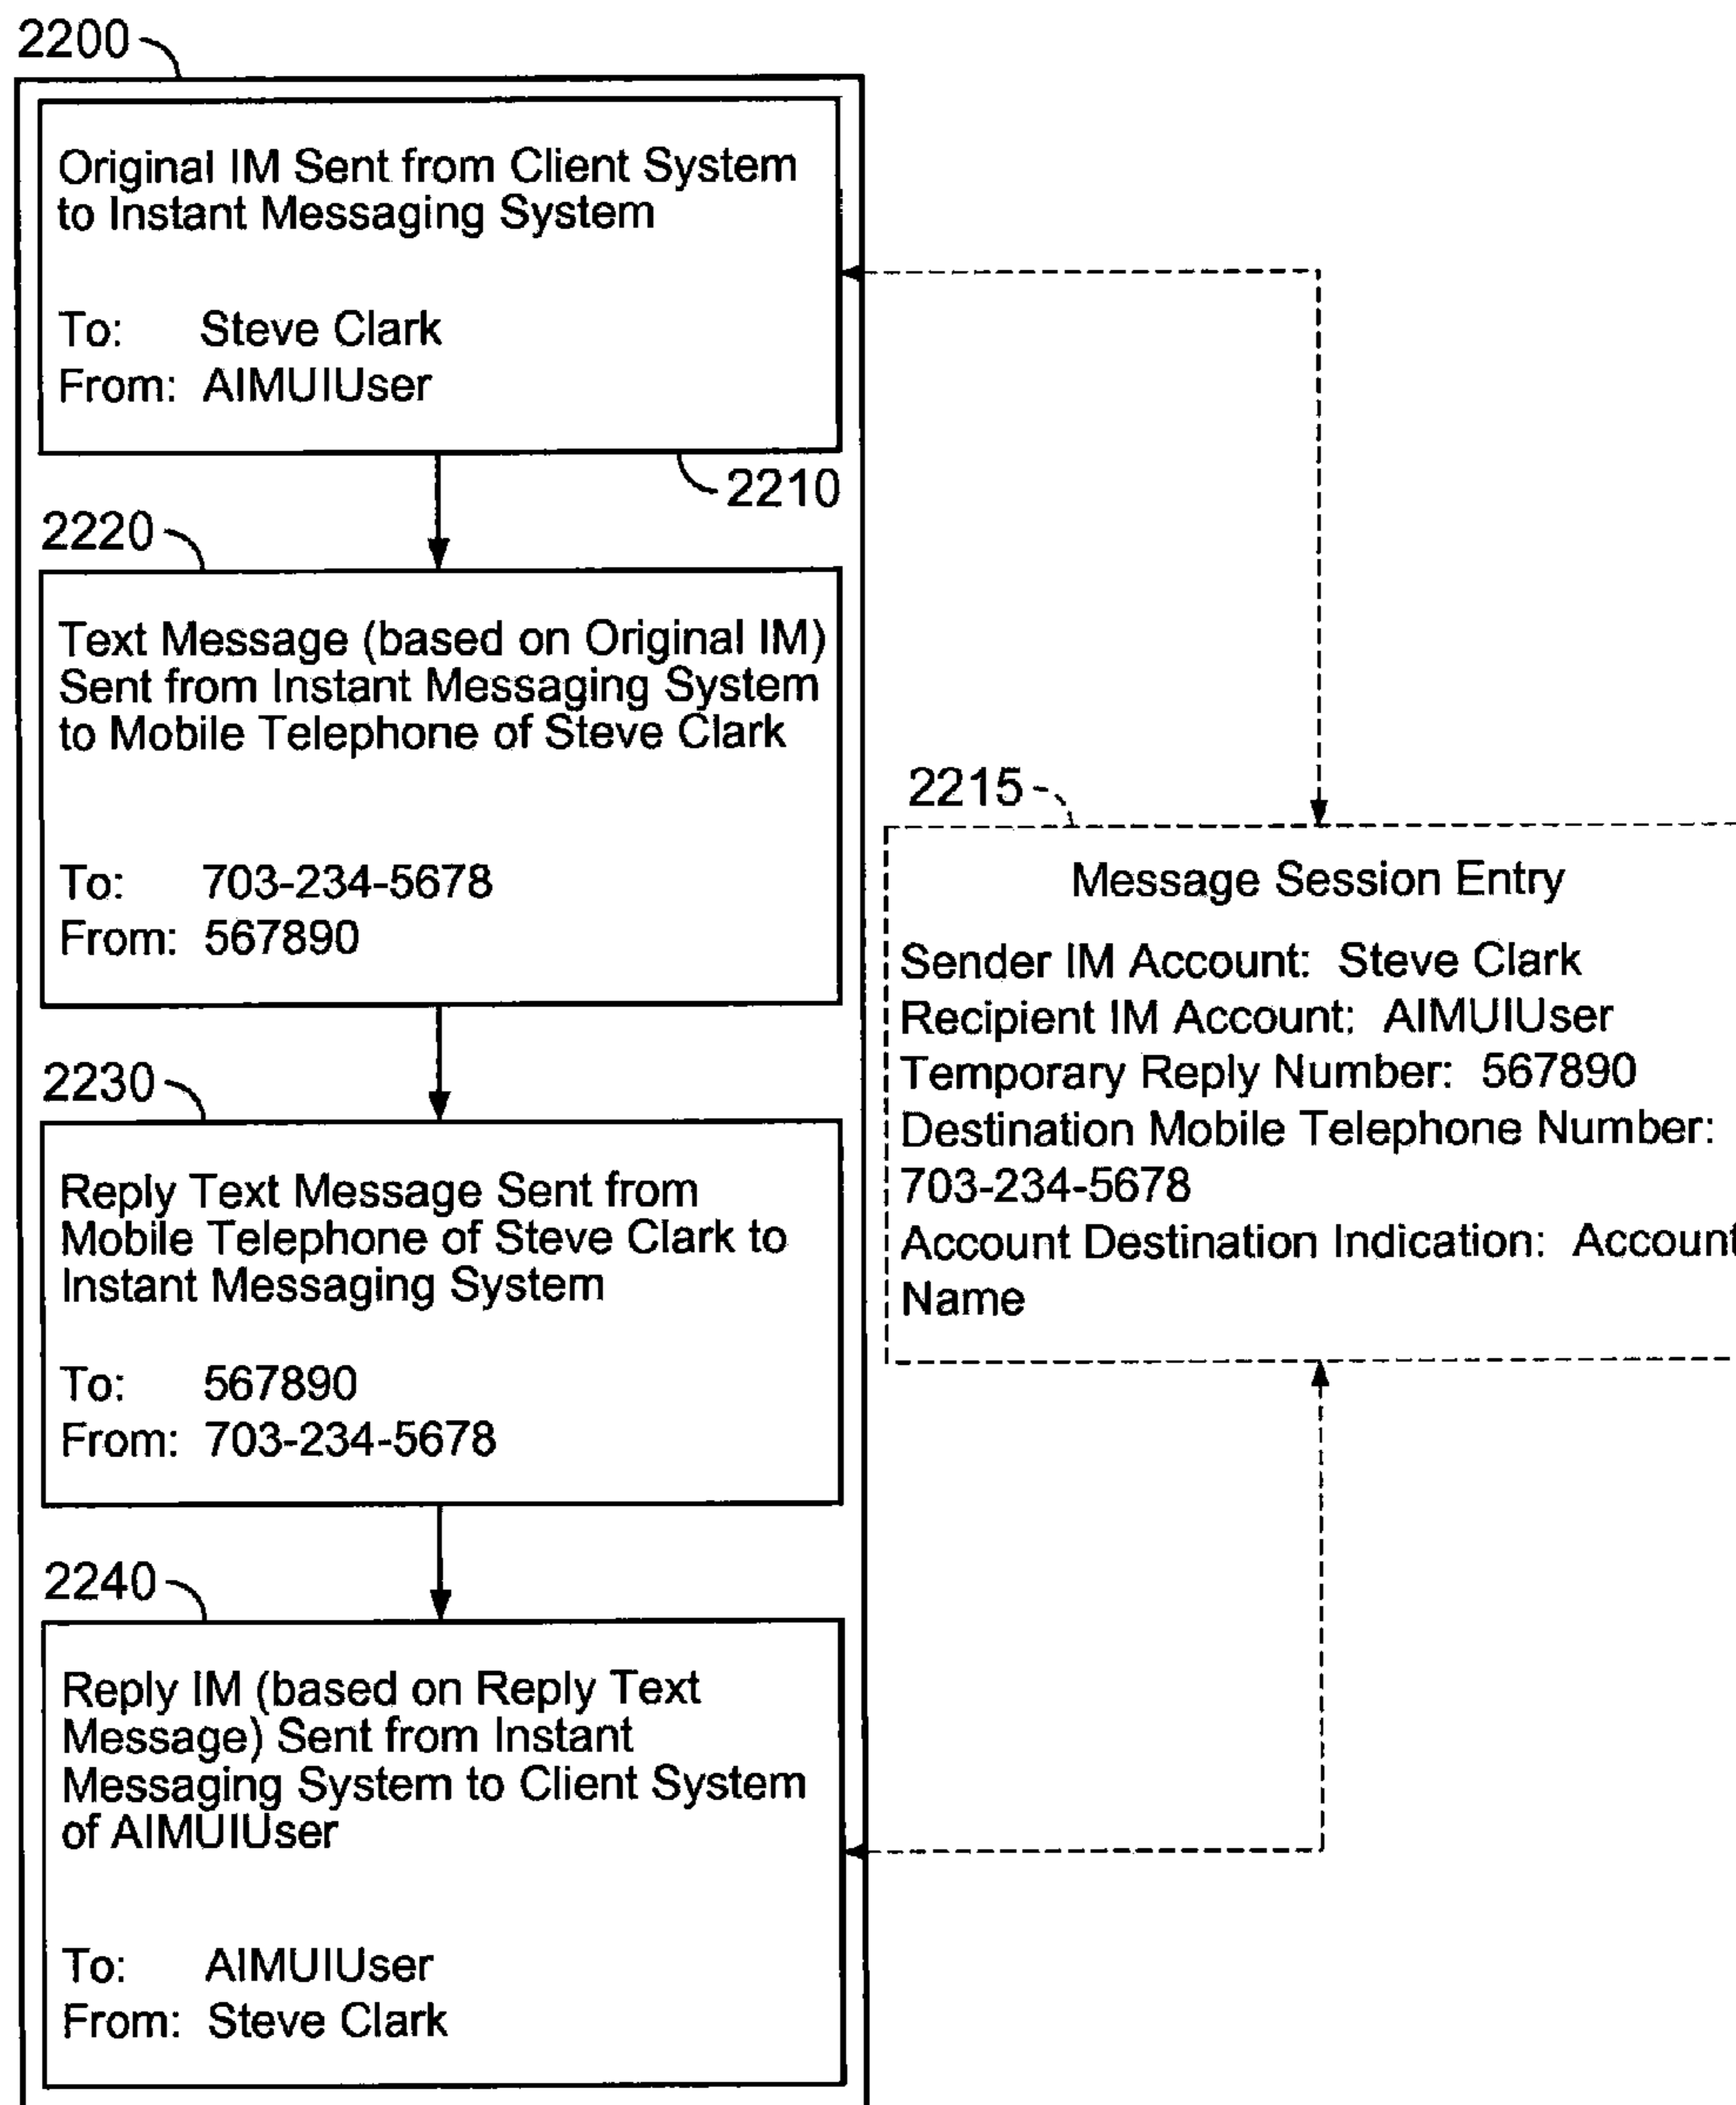 2200
Original IM Sent from Client System
to Instant Messaging System
To: Steve Clark
From: AIMUIUser
2210
2220
Text Message (based on Original IM)
Sent from Instant Messaging System
to Mobile Telephone of Steve Clark
To: 703-234-5678
From: 567890
2215
Message Session Entry
Sender IM Account: Steve Clark
Recipient IM Account: AIMUIUser
Temporary Reply Number: 567890
Destination Mobile Telephone Number:
703-234-5678
Account Destination Indication: Account
Name
2230
Reply Text Message Sent from
Mobile Telephone of Steve Clark to
Instant Messaging System
To: 567890
From: 703-234-5678
2240
Reply IM (based on Reply Text
Message) Sent from Instant
Messaging System to Client System
of AIMUIUser
To: AIMUIUser
From: Steve Clark